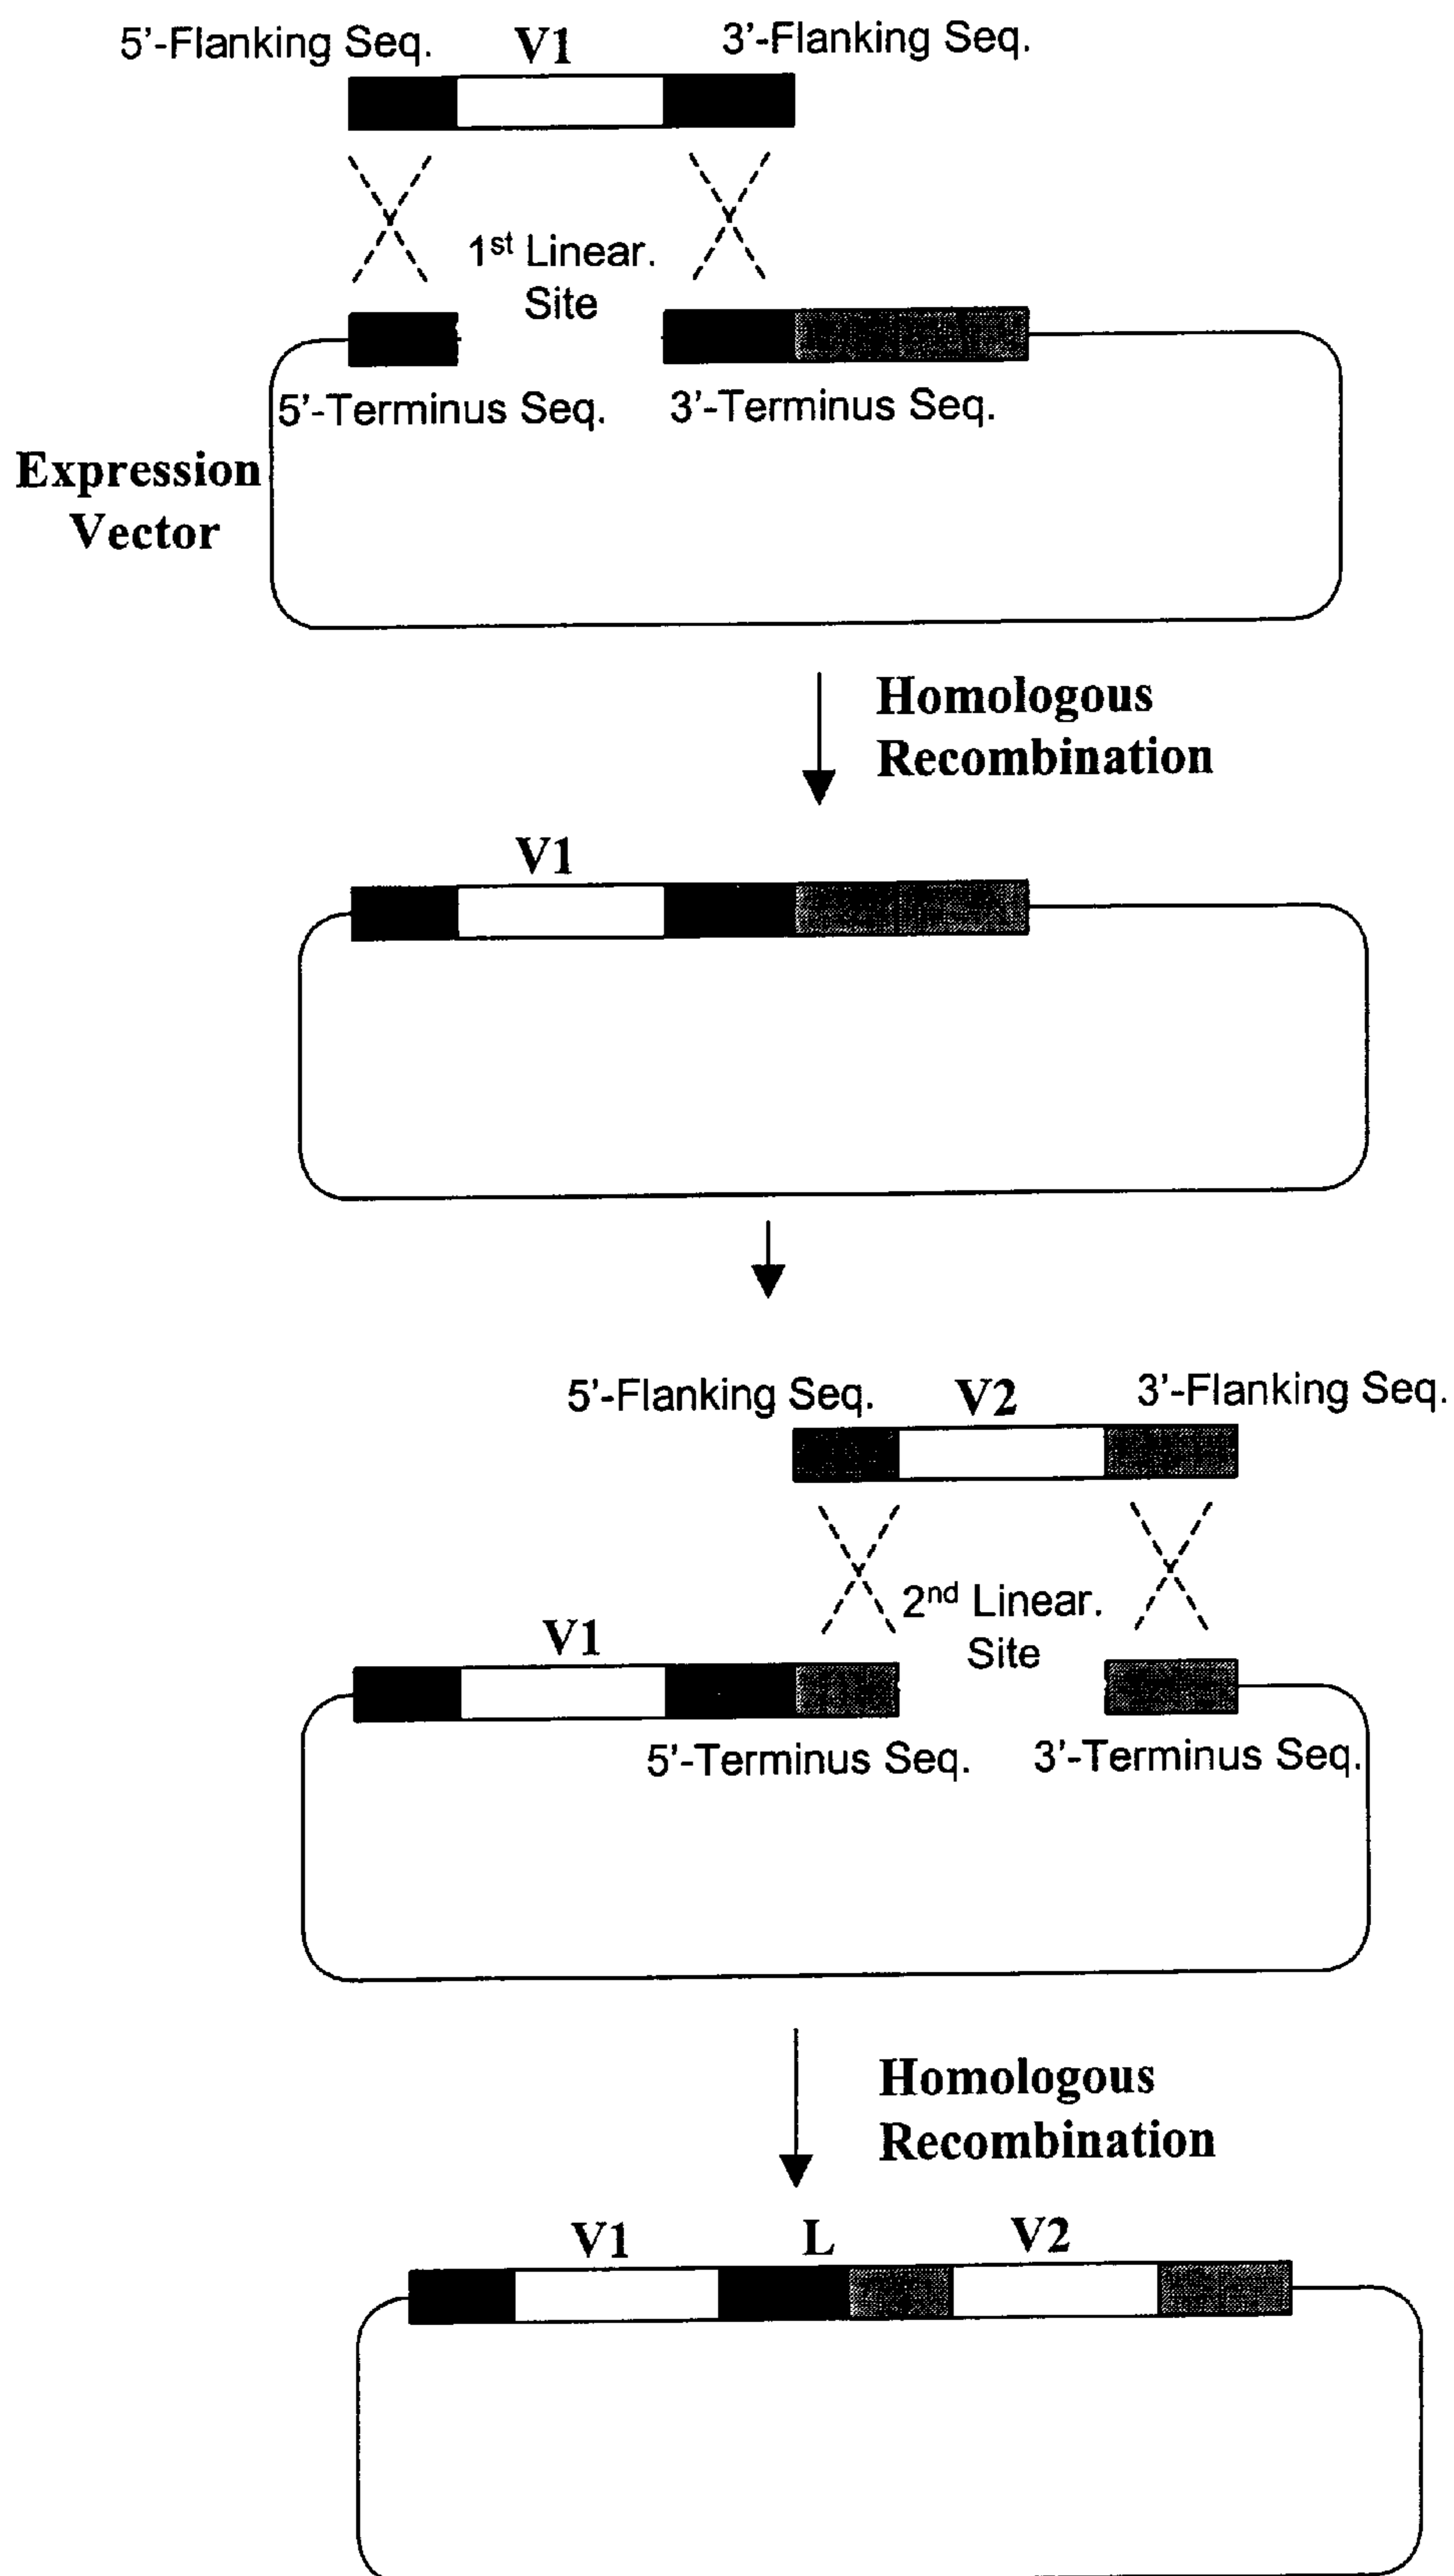 5'-Flanking Seq. V1 3'-Flanking Seq.
1st Linear.
Site
5'-Terminus Seq. 3'-Terminus Seq.
Expression
Vector
Homologous
Recombination
V1
5'-Flanking Seq. V2 3'-Flanking Seq.
2nd Linear.
Site
V1
5'-Terminus Seq. 3'-Terminus Seq.
Homologous
Recombination
V1 L V2